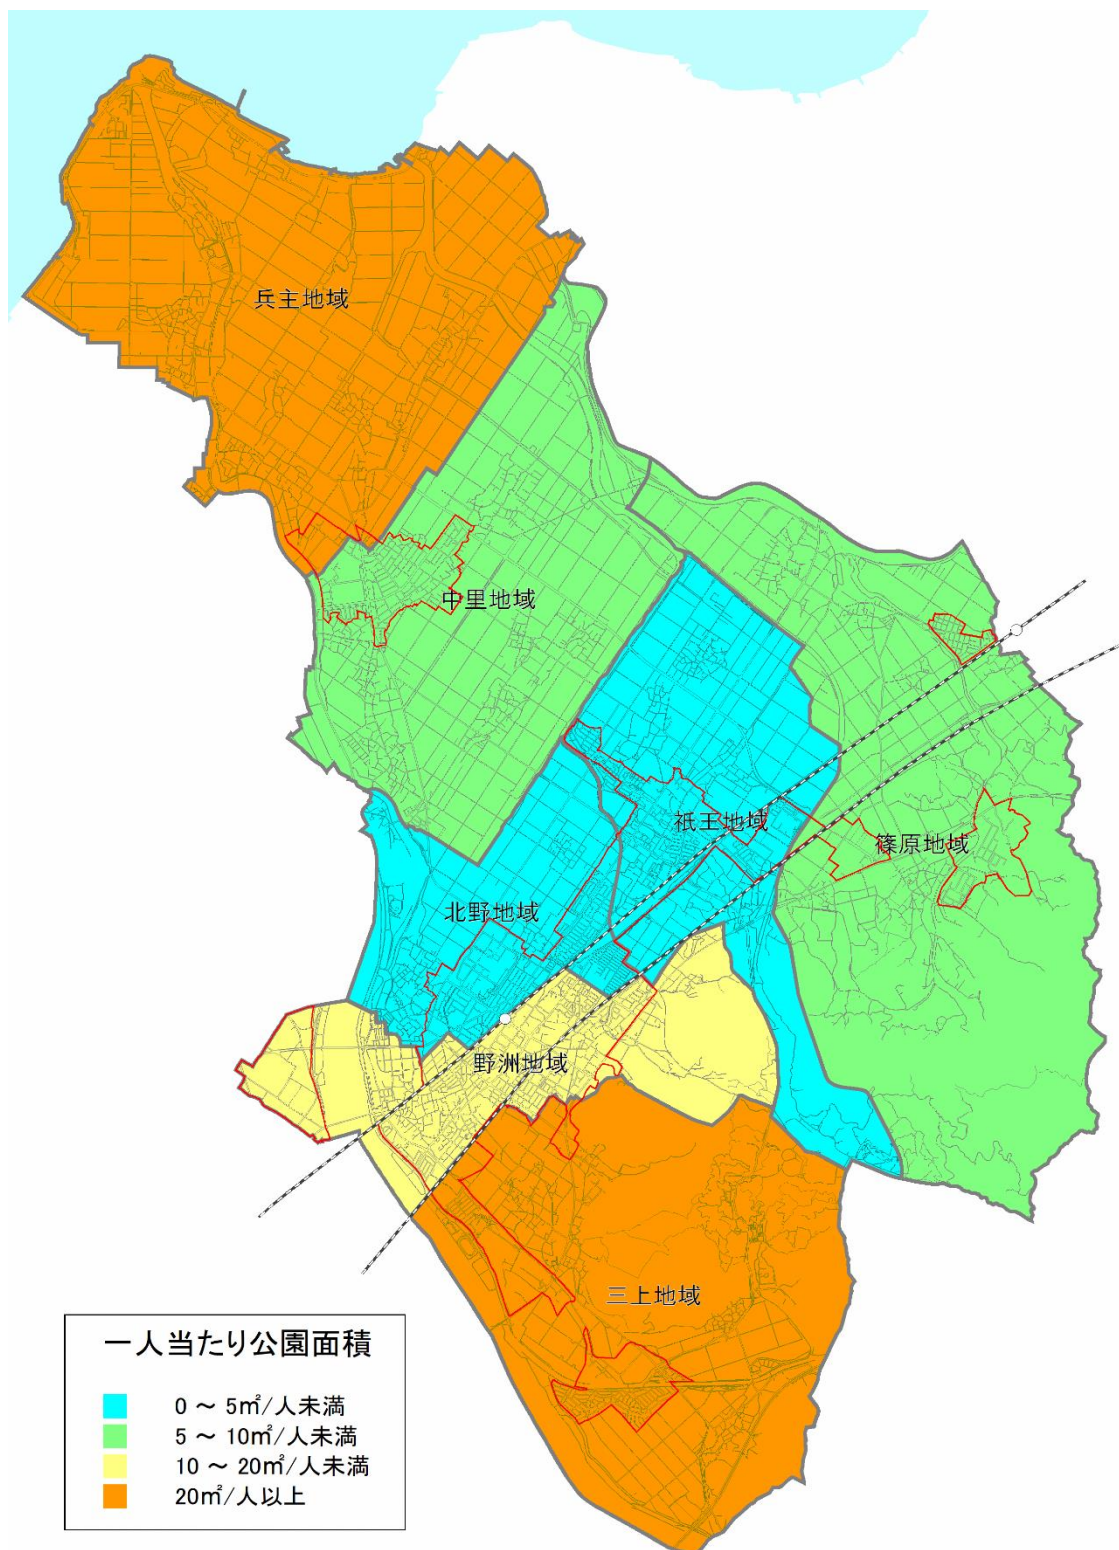 兵主地域
中里地域
祇王地域
篠原地域
北野地域
野洲地域
三上地域
一人当たり公園面積
0 ~ 5㎡/人未満
5 ~ 10㎡/人未満
10 ~ 20㎡/人未満
20㎡/人以上